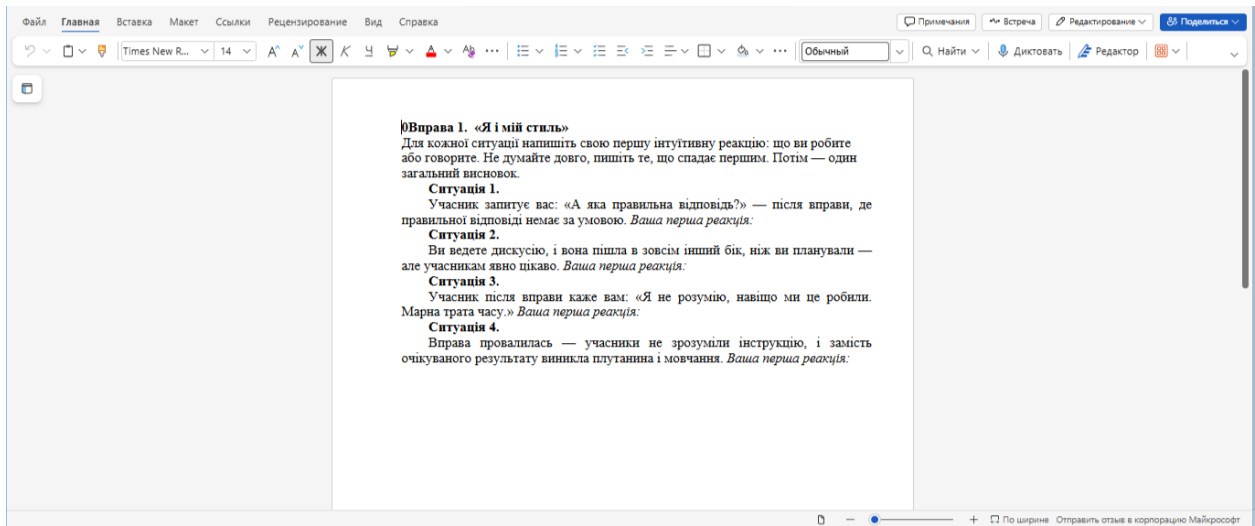 Файл Главная Вставка Макет Ссылки Рецензирование Вид Справка Примечания Встреча Редактирование Поделиться
Times New R... 14 Ж К Ч Обычный Найти Диктовать Редактор
0Вправа 1. «Я і мій стиль»
Для кожної ситуації напишіть свою першу інтуїтивну реакцію: що ви робите
або говорите. Не думайте довго, пишіть те, що спадає першим. Потім — один
загальний висновок.
Ситуація 1.
Учасник запитує вас: «А яка правильна відповідь?» — після вправи, де
правильної відповіді немає за умовою. Ваша перша реакція:
Ситуація 2.
Ви ведете дискусію, і вона пішла в зовсім інший бік, ніж ви планували —
але учасникам явно цікаво. Ваша перша реакція:
Ситуація 3.
Учасник після вправи каже вам: «Я не розумію, навіщо ми це робили.
Марна трата часу.» Ваша перша реакція:
Ситуація 4.
Вправа провалилась — учасники не зрозуміли інструкцію, і замість
очікуваного результату виникла плутанина і мовчання. Ваша перша реакція:
По ширине Отправить отзыв в корпорацию Майкрософт